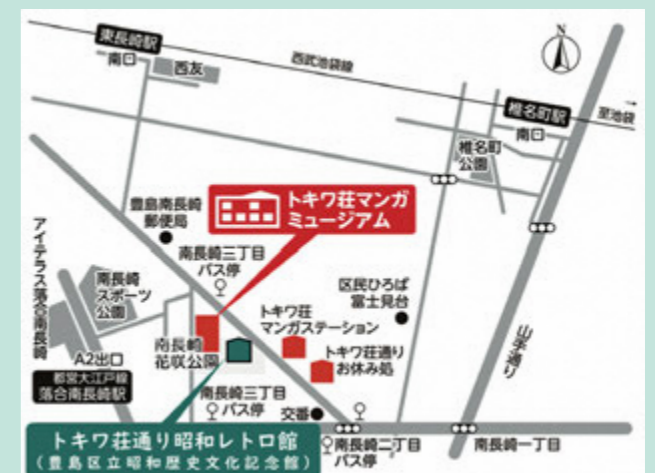 N
東長崎駅
南口
西友
西武池袋線
椎名町駅
至池袋
南口
椎名町
公園
トキワ荘マンガ
ミュージアム
豊島南長崎
郵便局
南長崎三丁目
バス停
アイテラス落合南長崎
南長崎
スポーツ
公園
区民ひろば
富士見台
トキワ荘
マンガステーション
山手通り
南長崎
花咲公園
トキワ荘通り
お休み処
A2出口
都営大江戸線
落合南長崎駅
南長崎三丁目
バス停
交番
トキワ荘通り昭和レトロ館
(豊島区立昭和歴史文化記念館)
南長崎二丁目
バス停
南長崎一丁目